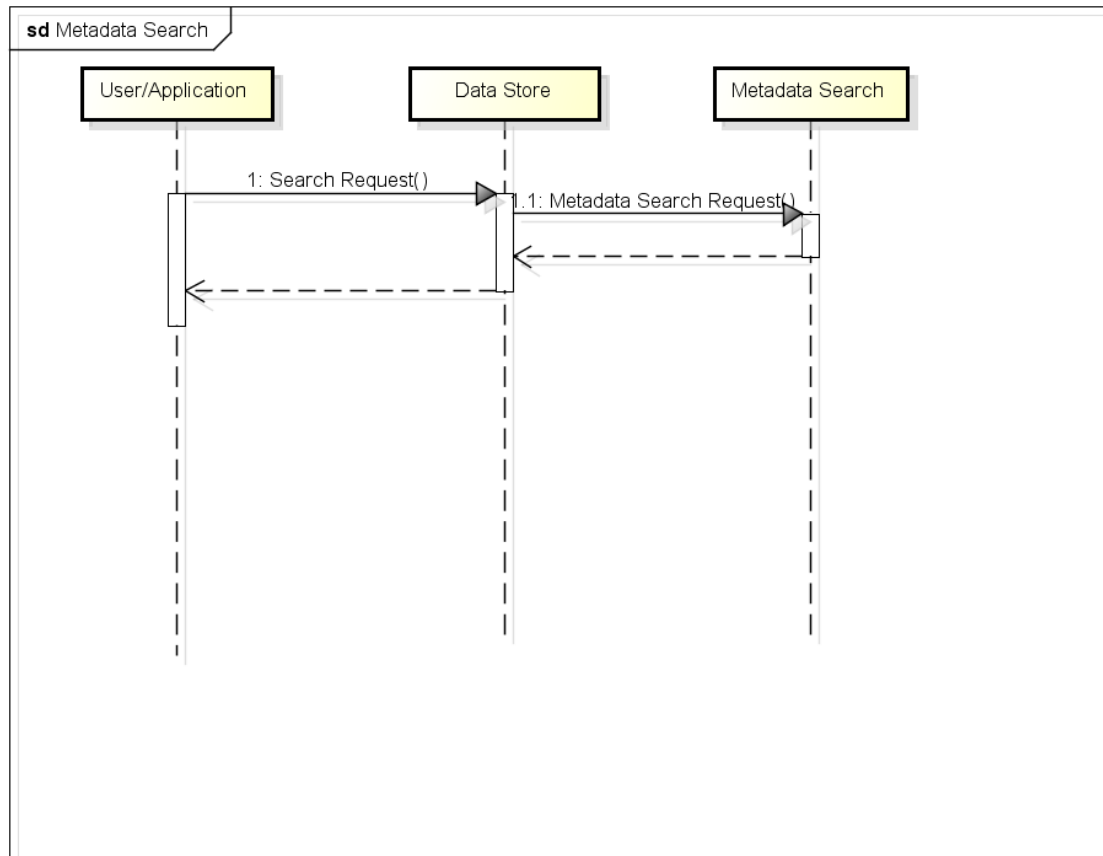 sd Metadata Search
User/Application
Data Store
Metadata Search
1: Search Request()
1.1: Metadata Search Request()